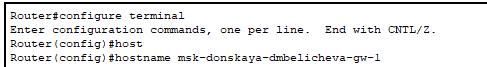 Router#configure terminal
Enter configuration commands, one per line.  End with CNTL/Z.
Router(config)#host
Router(config)#hostname msk-donskaya-dmbelicheva-gw-1